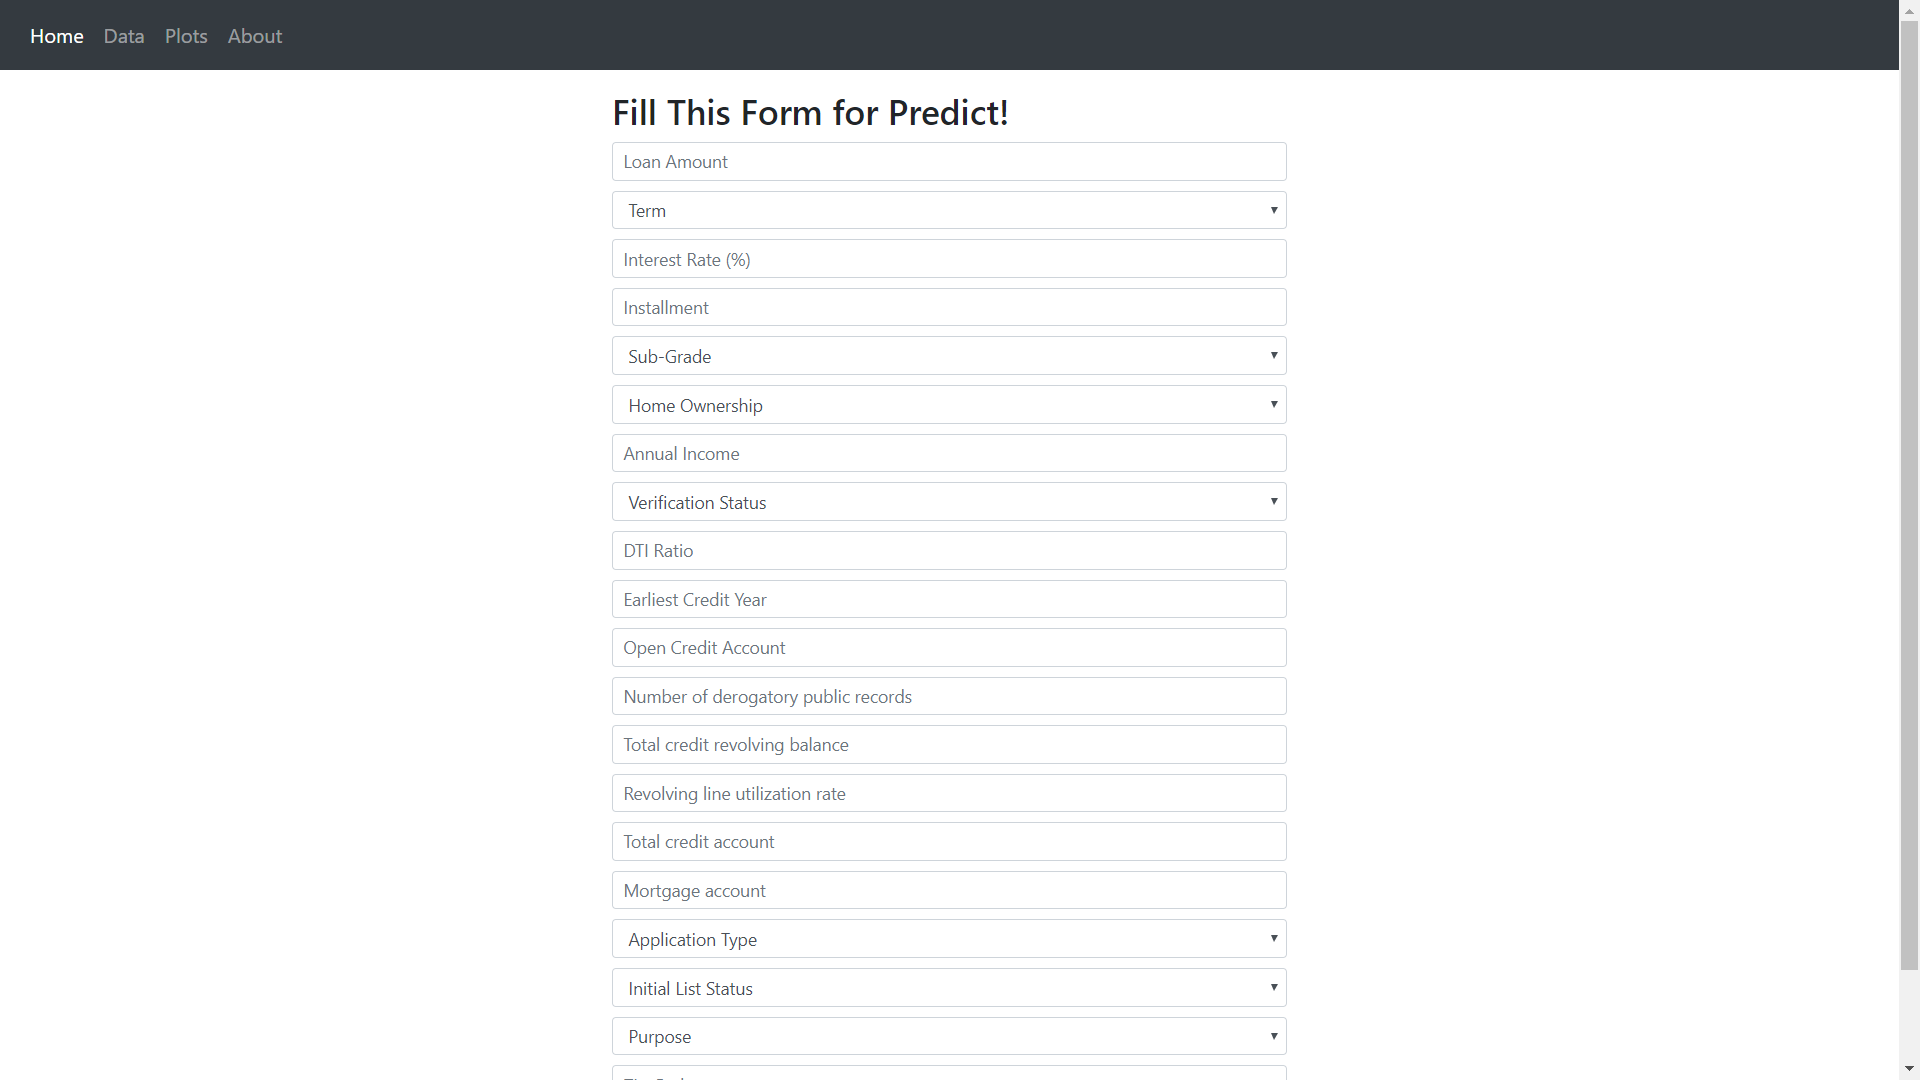 Home Data Plots About
Fill This Form for Predict!
Loan Amount
Term
Interest Rate (%)
Installment
Sub-Grade
Home Ownership
Annual Income
Verification Status
DTI Ratio
Earliest Credit Year
Open Credit Account
Number of derogatory public records
Total credit revolving balance
Revolving line utilization rate
Total credit account
Mortgage account
Application Type
Initial List Status
Purpose